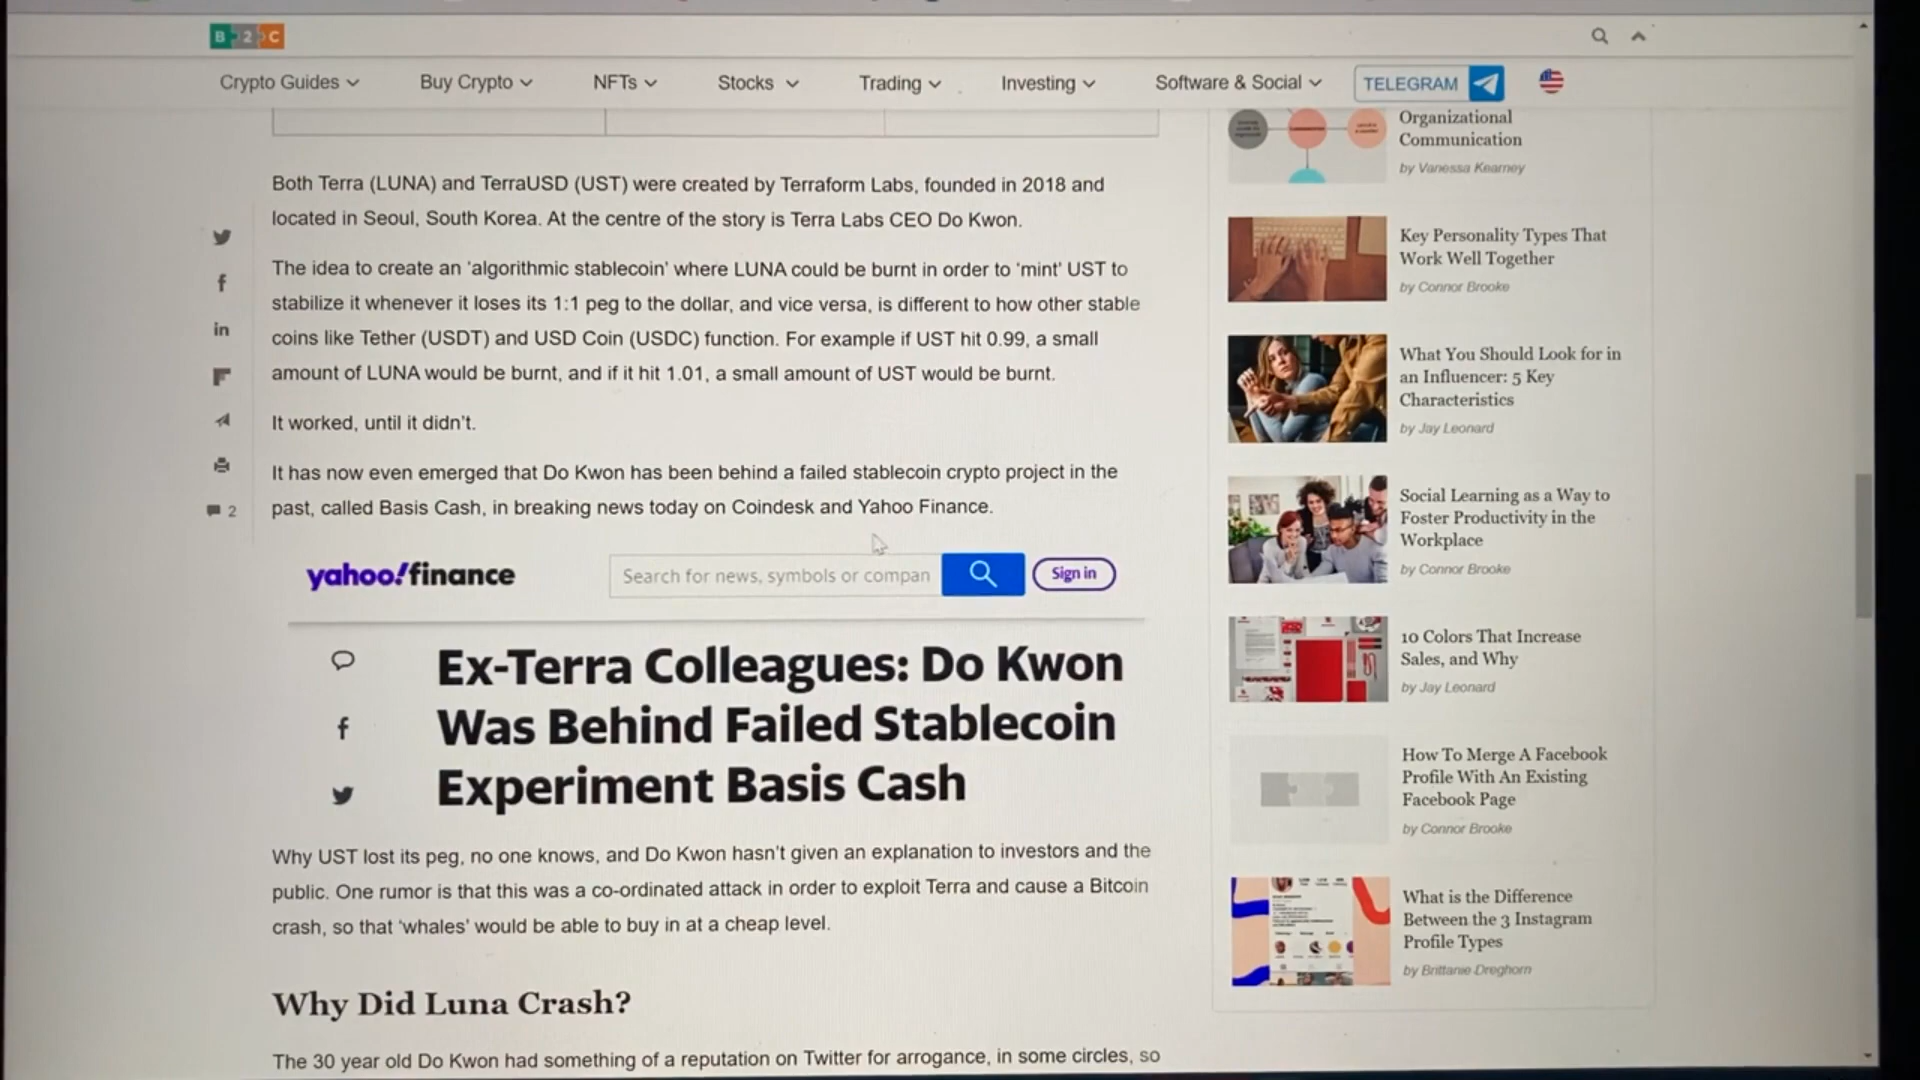 B 2 C
Crypto Guides
Buy Crypto
NFTs
Stocks
Trading
Investing
Software & Social
TELEGRAM
Both Terra (LUNA) and TerraUSD (UST) were created by Terraform Labs, founded in 2018 and
located in Seoul, South Korea. At the centre of the story is Terra Labs CEO Do Kwon.
The idea to create an 'algorithmic stablecoin' where LUNA could be burnt in order to 'mint' UST to
stabilize it whenever it loses its 1:1 peg to the dollar, and vice versa, is different to how other stable
coins like Tether (USDT) and USD Coin (USDC) function. For example if UST hit 0.99, a small
amount of LUNA would be burnt, and if it hit 1.01, a small amount of UST would be burnt.
It worked, until it didn't.
It has now even emerged that Do Kwon has been behind a failed stablecoin crypto project in the
past, called Basis Cash, in breaking news today on Coindesk and Yahoo Finance.
2
yahoo!finance
Search for news, symbols or compan
Sign in
Ex-Terra Colleagues: Do Kwon
Was Behind Failed Stablecoin
Experiment Basis Cash
Why UST lost its peg, no one knows, and Do Kwon hasn't given an explanation to investors and the
public. One rumor is that this was a co-ordinated attack in order to exploit Terra and cause a Bitcoin
crash, so that 'whales' would be able to buy in at a cheap level.
Why Did Luna Crash?
The 30 year old Do Kwon had something of a reputation on Twitter for arrogance, in some circles, so
Organizational
Communication
by Vanessa Kearney
Key Personality Types That
Work Well Together
by Connor Brooke
What You Should Look for in
an Influencer: 5 Key
Characteristics
by Jay Leonard
Social Learning as a Way to
Foster Productivity in the
Workplace
by Connor Brooke
10 Colors That Increase
Sales, and Why
by Jay Leonard
How To Merge A Facebook
Profile With An Existing
Facebook Page
by Connor Brooke
What is the Difference
Between the 3 Instagram
Profile Types
by Brittanie Dreghorn